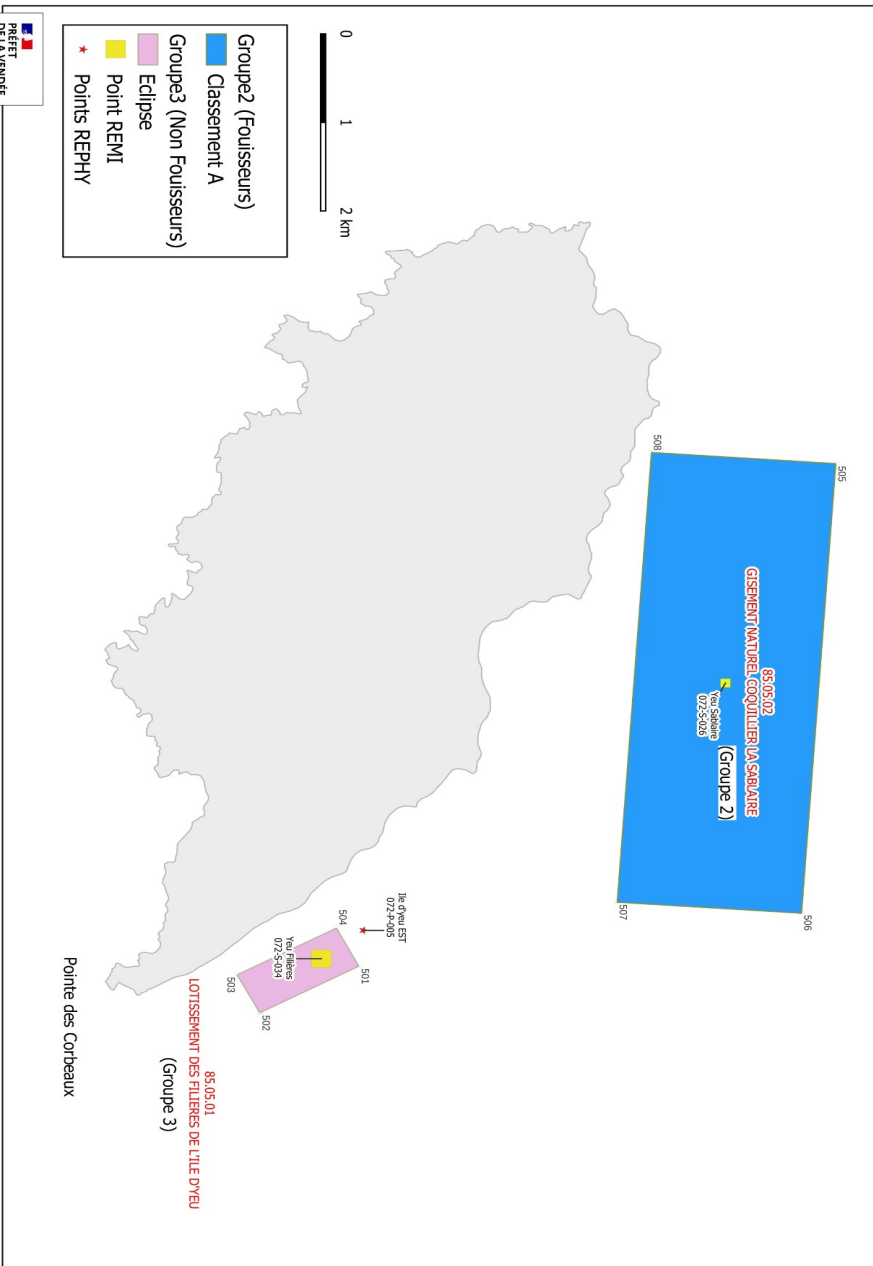 505
506
507
508
85.05.02
GISEMENT NATUREL COQUILLIER LA SABLAIRE
(Groupe 2)
Yeu Sablaire
072-S-026
Ile d'yeu EST
072-P-005
504
501
Yeu Filières
072-S-034
503
502
85.05.01
LOTISSEMENT DES FILIERES DE L'ILE D'YEU
(Groupe 3)
Pointe des Corbeaux
0 1 2 km
Groupe2 (Fouisseurs)
Classement A
Groupe3 (Non Fouisseurs)
Eclipse
Point REMI
Points REPHY
PRÉFET
DE LA VENDÉE